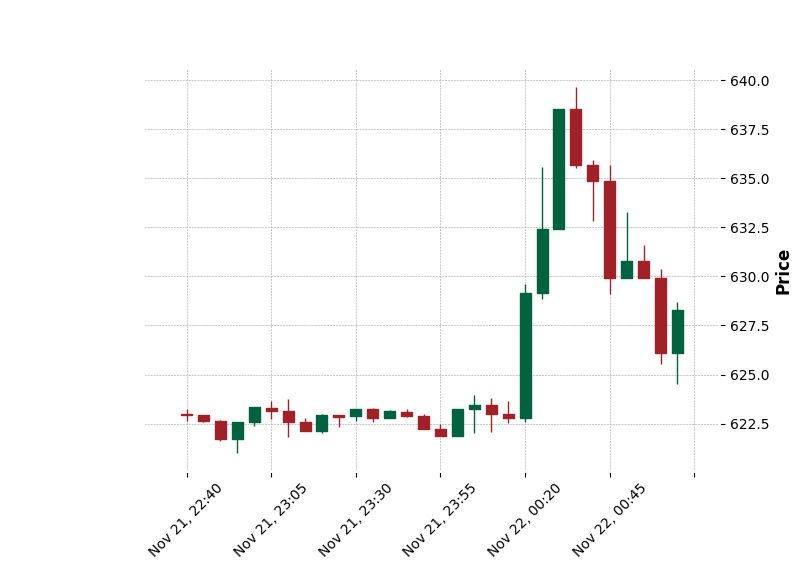 640.0
637.5
635.0
632.5
630.0
627.5
625.0
622.5
Price
Nov 21, 22:40
Nov 21, 23:05
Nov 21, 23:30
Nov 21, 23:55
Nov 22, 00:20
Nov 22, 00:45